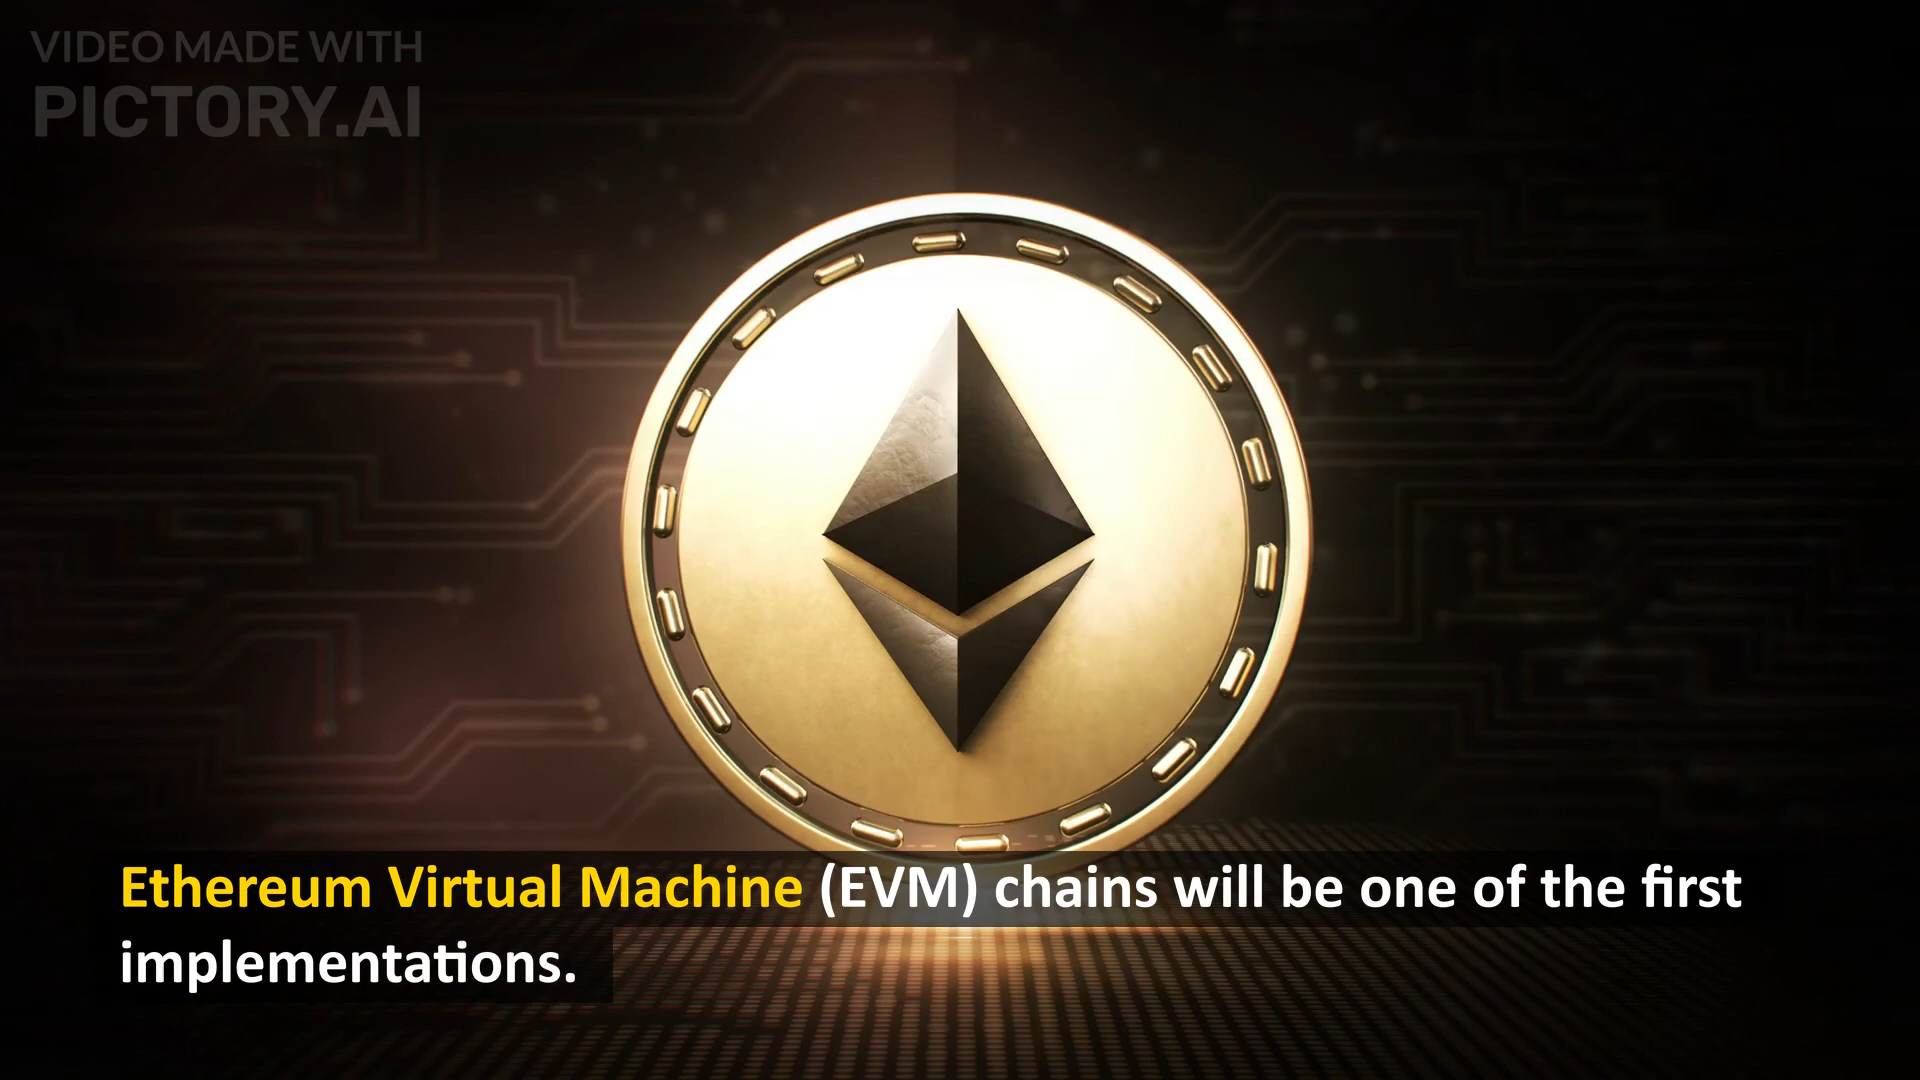 VIDEO MADE WITH
PICTORY.AI
Ethereum Virtual Machine (EVM) chains will be one of the first
implementations.